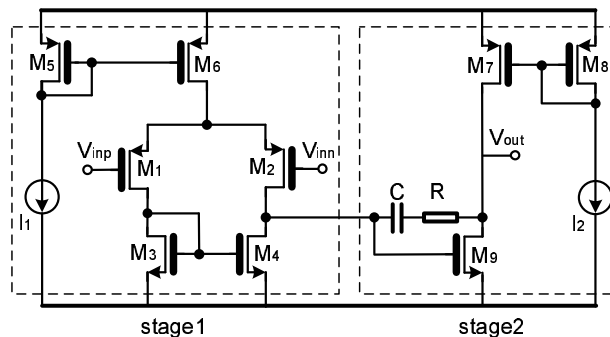 M5
M6
M7
M8
Vinp
M1
M2
Vinn
Vout
I1
C
R
I2
M3
M4
M9
stage1
stage2